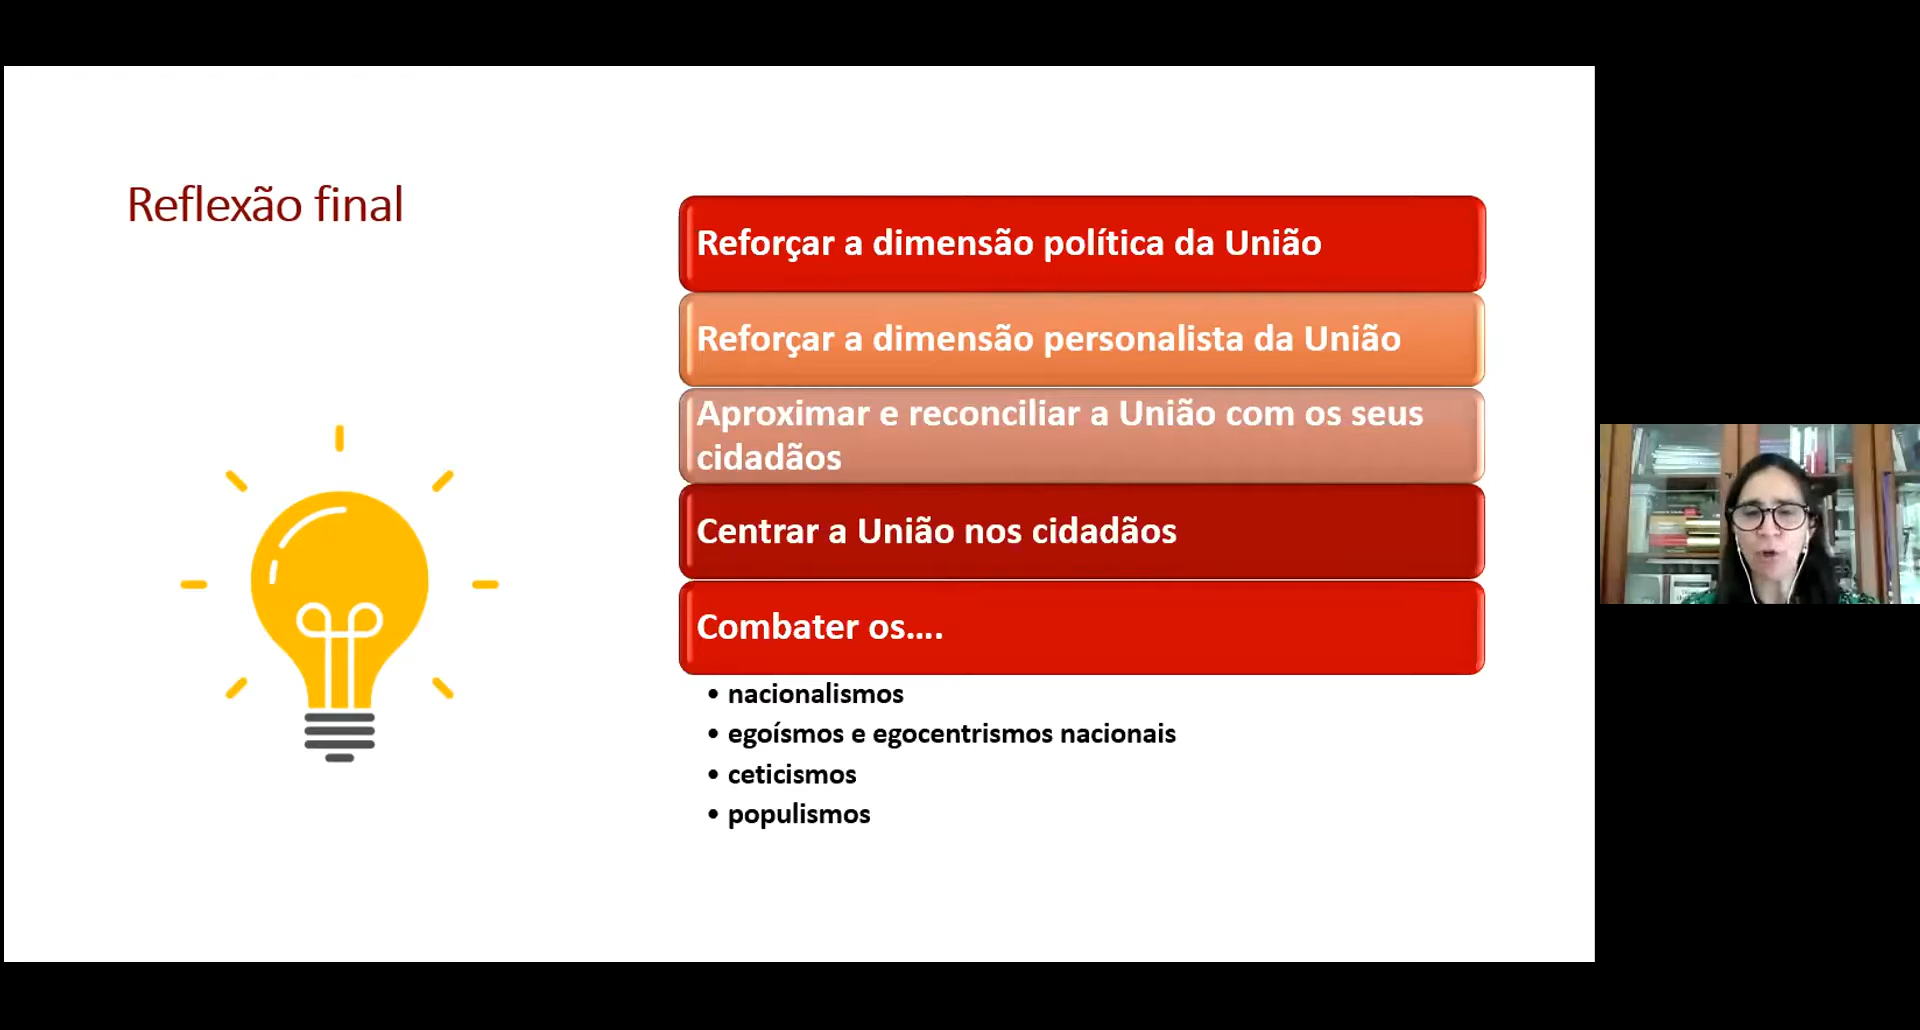 Reflexão final
Reforçar a dimensão política da União
Reforçar a dimensão personalista da União
Aproximar e reconciliar a União com os seus
cidadãos
Centrar a União nos cidadãos
Combater os....
• nacionalismos
• egoísmos e egocentrismos nacionais
• ceticismos
• populismos